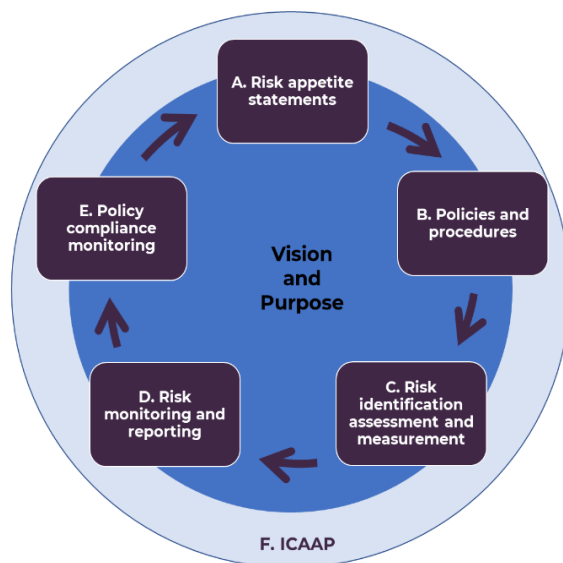 A. Risk appetite
statements
B. Policies and
procedures
C. Risk
identification
assessment and
measurement
D. Risk
monitoring and
reporting
E. Policy
compliance
monitoring
Vision
and
Purpose
F. ICAAP